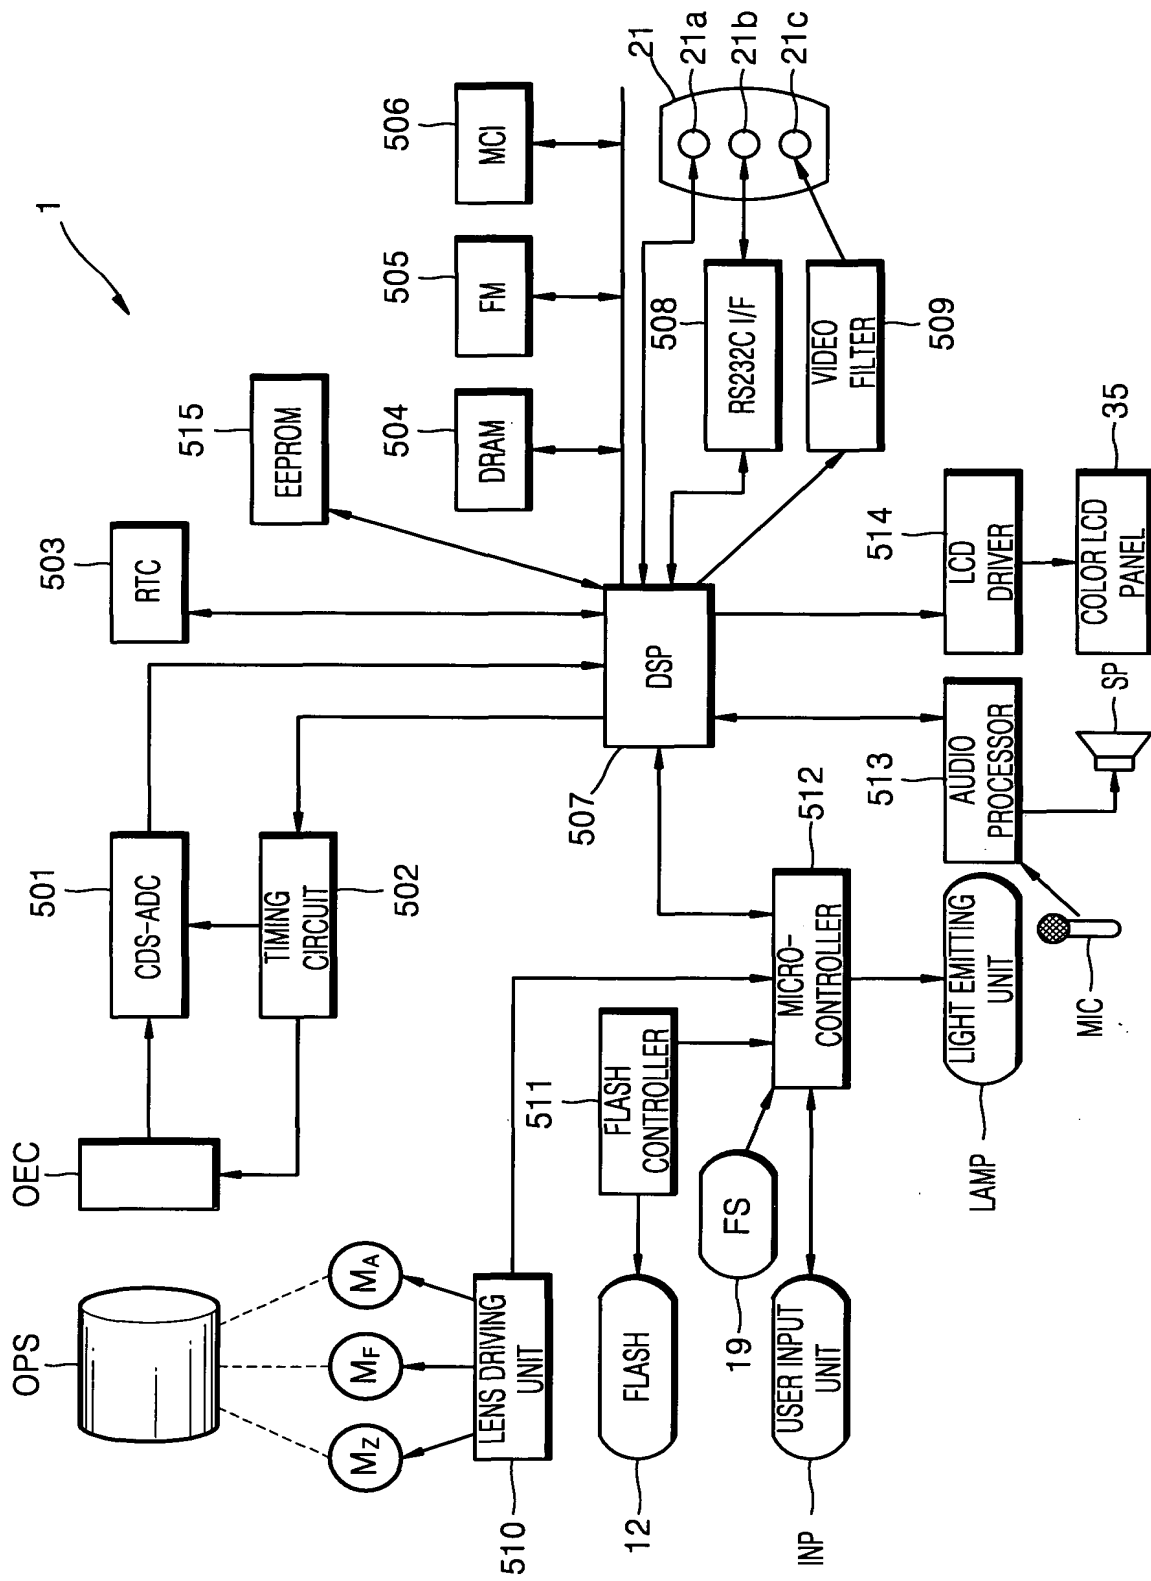 1
OPS
OEC
501
CDS-ADC
503
RTC
515
EEPROM
TIMING
CIRCUIT
502
MZ
MF
MA
504
DRAM
505
FM
506
MCI
LENS DRIVING
UNIT
510
507
DSP
21
21a
21b
21c
508
RS232C I/F
VIDEO
FILTER
509
511
FLASH
CONTROLLER
FLASH
12
FS
19
MICRO-
CONTROLLER
512
USER INPUT
UNIT
INP
LIGHT EMITTING
UNIT
LAMP
513
AUDIO
PROCESSOR
MIC
SP
514
LCD
DRIVER
COLOR LCD
PANEL
35